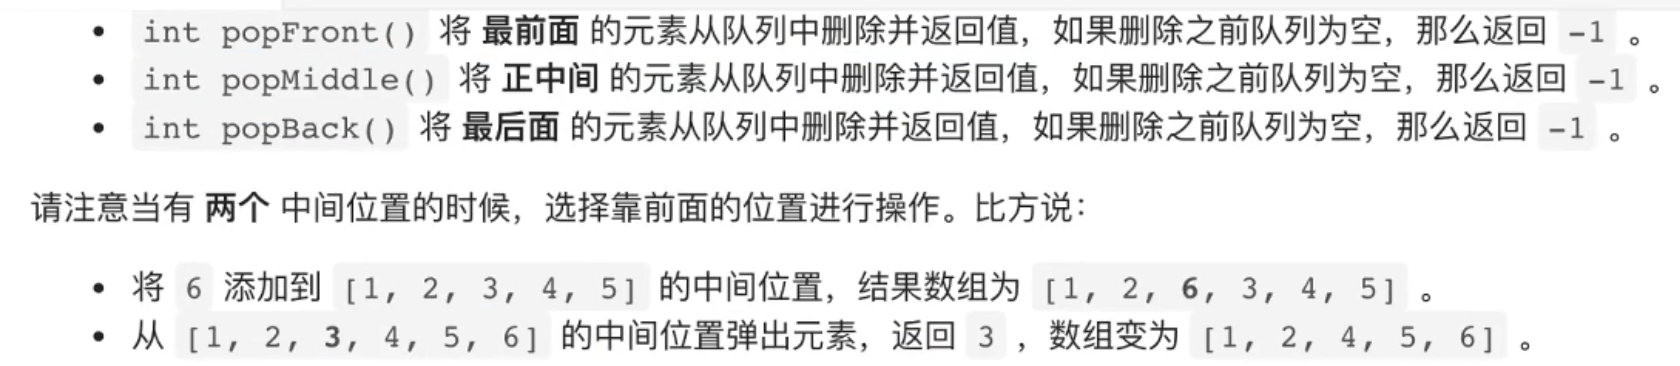 • int popFront() 将 最前面 的元素从队列中删除并返回值，如果删除之前队列为空，那么返回 -1 。
• int popMiddle() 将 正中间 的元素从队列中删除并返回值，如果删除之前队列为空，那么返回 -1 。
• int popBack() 将 最后面 的元素从队列中删除并返回值，如果删除之前队列为空，那么返回 -1 。
请注意当有 两个 中间位置的时候，选择靠前面的位置进行操作。比方说：
• 将 6 添加到 [1, 2, 3, 4, 5] 的中间位置，结果数组为 [1, 2, 6, 3, 4, 5] 。
• 从 [1, 2, 3, 4, 5, 6] 的中间位置弹出元素，返回 3 ，数组变为 [1, 2, 4, 5, 6] 。